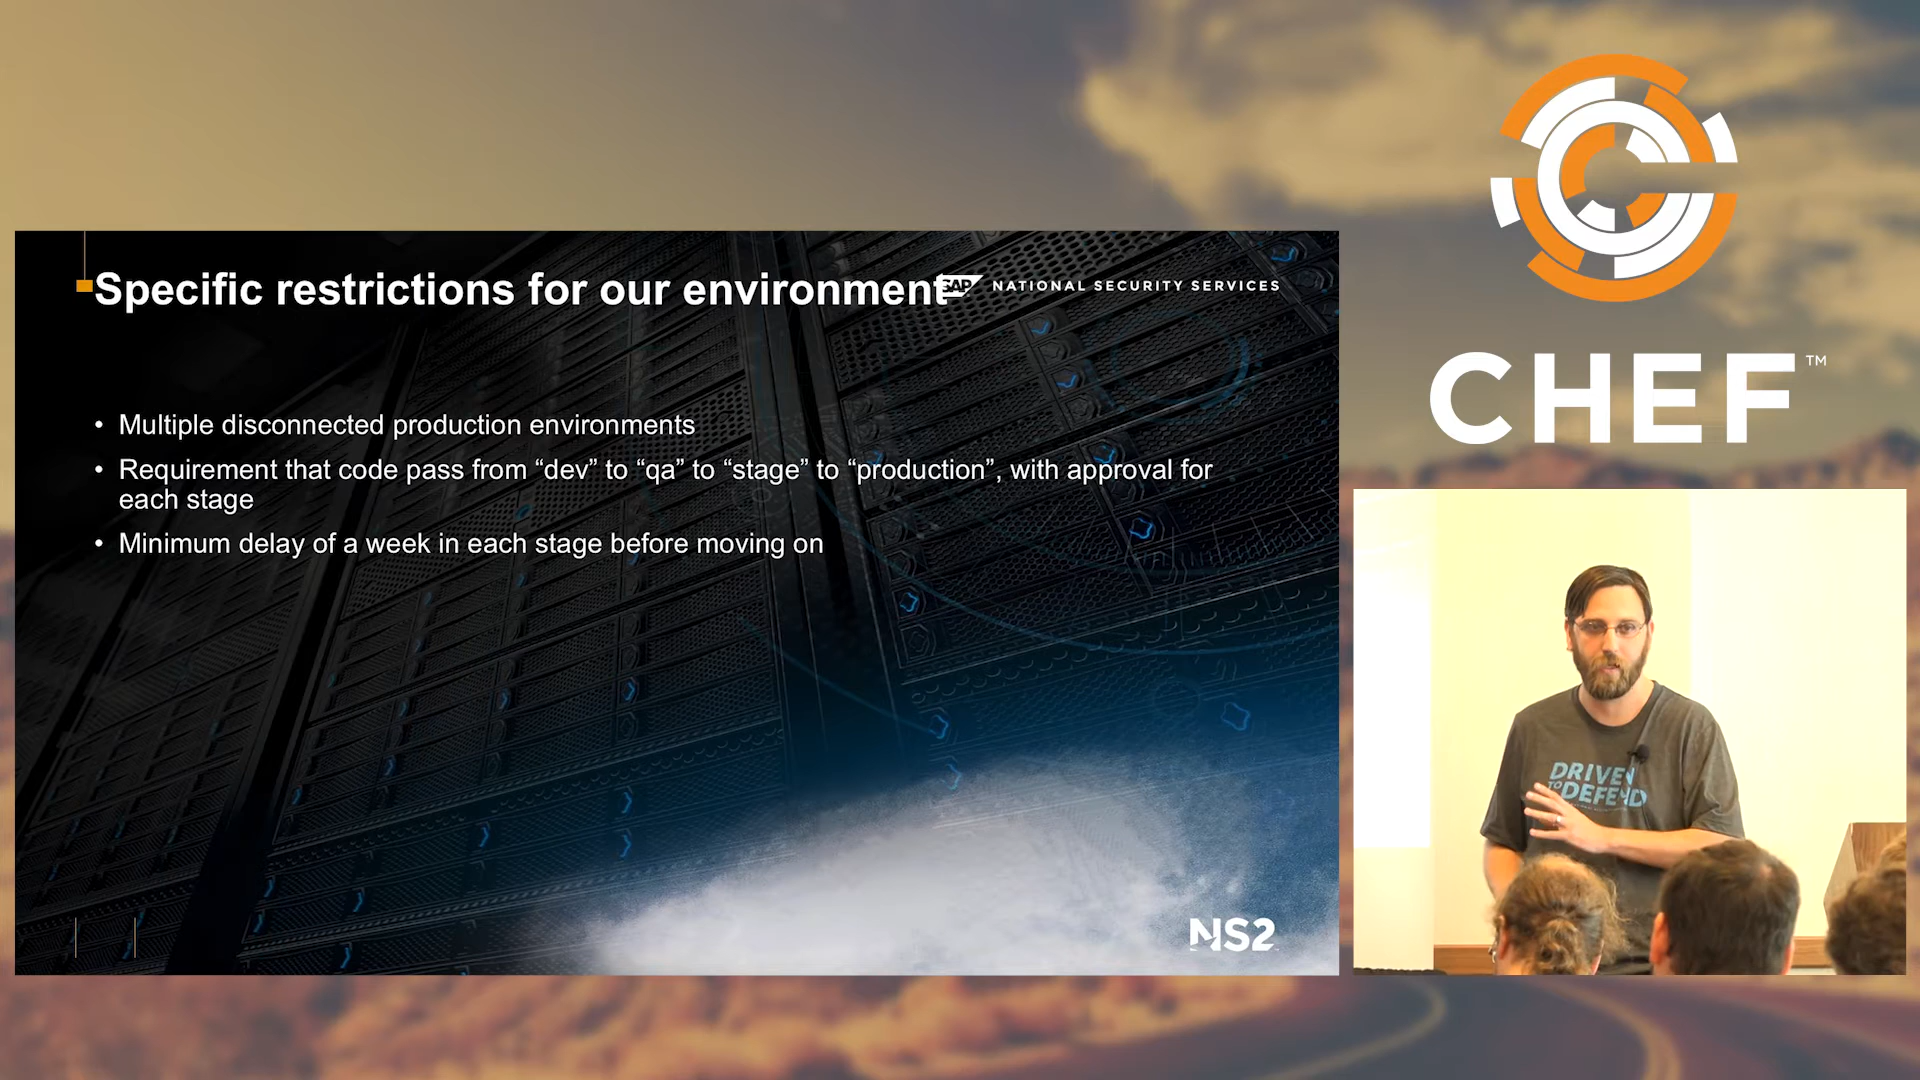 Specific restrictions for our environment
SAP NATIONAL SECURITY SERVICES
• Multiple disconnected production environments
• Requirement that code pass from “dev” to “qa” to “stage” to “production”, with approval for
each stage
• Minimum delay of a week in each stage before moving on
NS2
CHEF™
DRIVEN
TO DEFEND